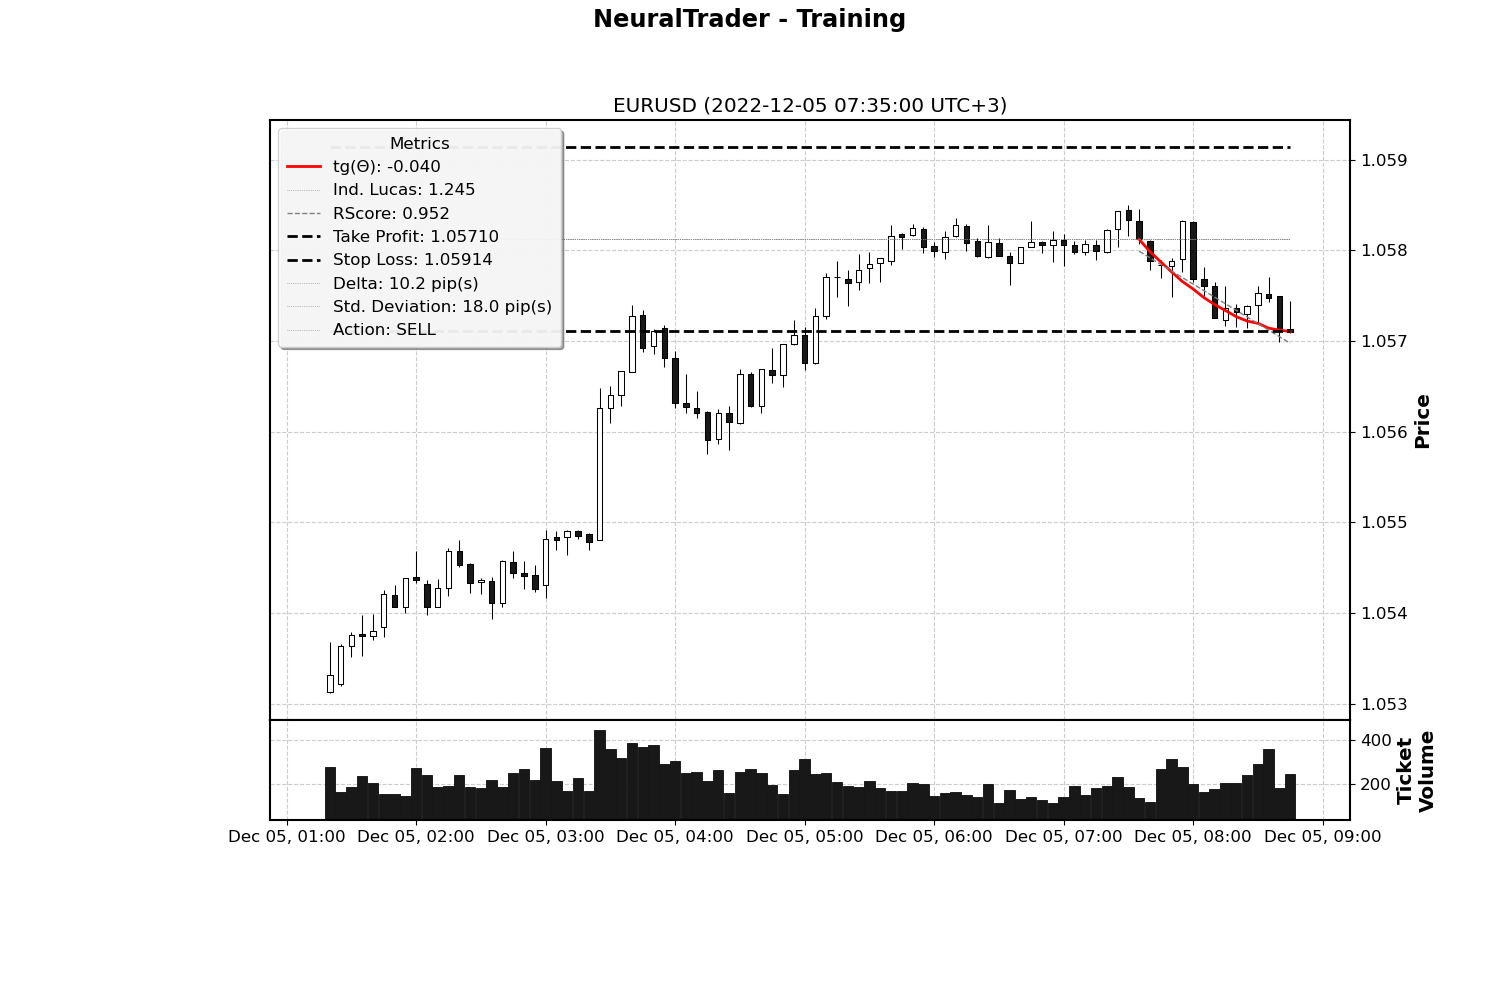 NeuralTrader - Training
EURUSD (2022-12-05 07:35:00 UTC+3)
Metrics
tg(Θ): -0.040
Ind. Lucas: 1.245
RScore: 0.952
Take Profit: 1.05710
Stop Loss: 1.05914
Delta: 10.2 pip(s)
Std. Deviation: 18.0 pip(s)
Action: SELL
1.059
1.058
1.057
1.056
1.055
1.054
1.053
Price
400
200
Ticket
Volume
Dec 05, 01:00 Dec 05, 02:00 Dec 05, 03:00 Dec 05, 04:00 Dec 05, 05:00 Dec 05, 06:00 Dec 05, 07:00 Dec 05, 08:00 Dec 05, 09:00